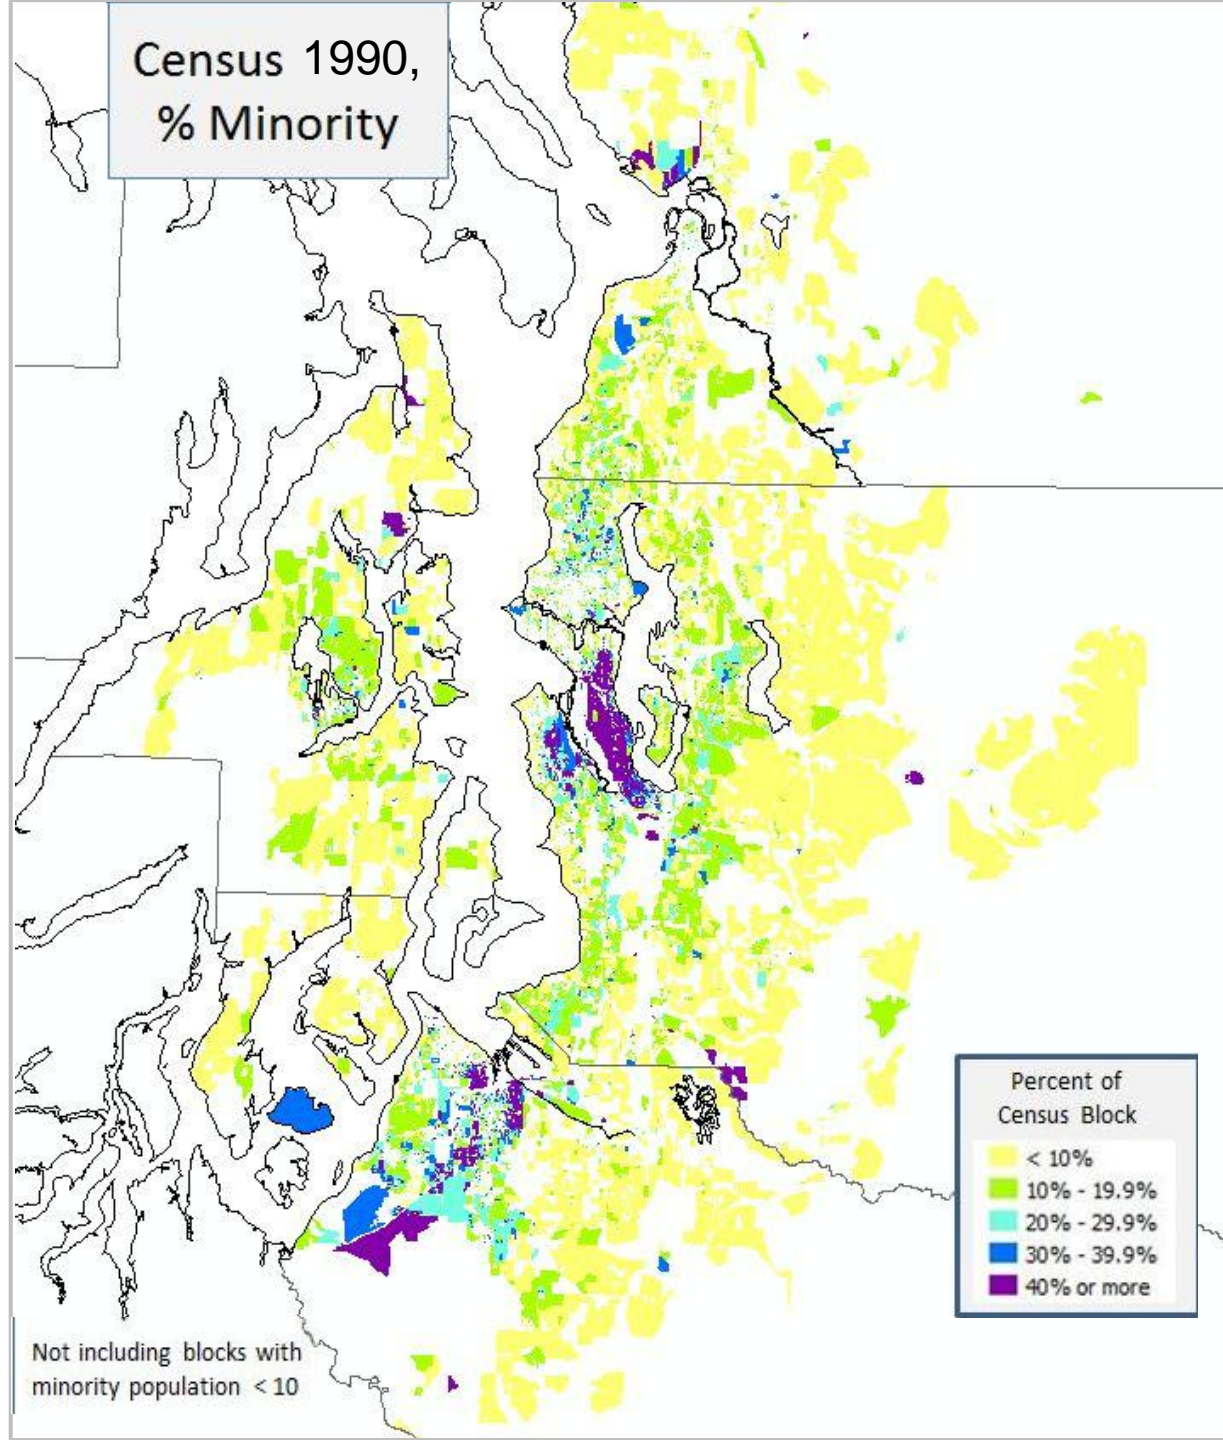 Census 1990,
% Minority
Percent of
Census Block
< 10%
10% - 19.9%
20% - 29.9%
30% - 39.9%
40% or more
Not including blocks with
minority population < 10